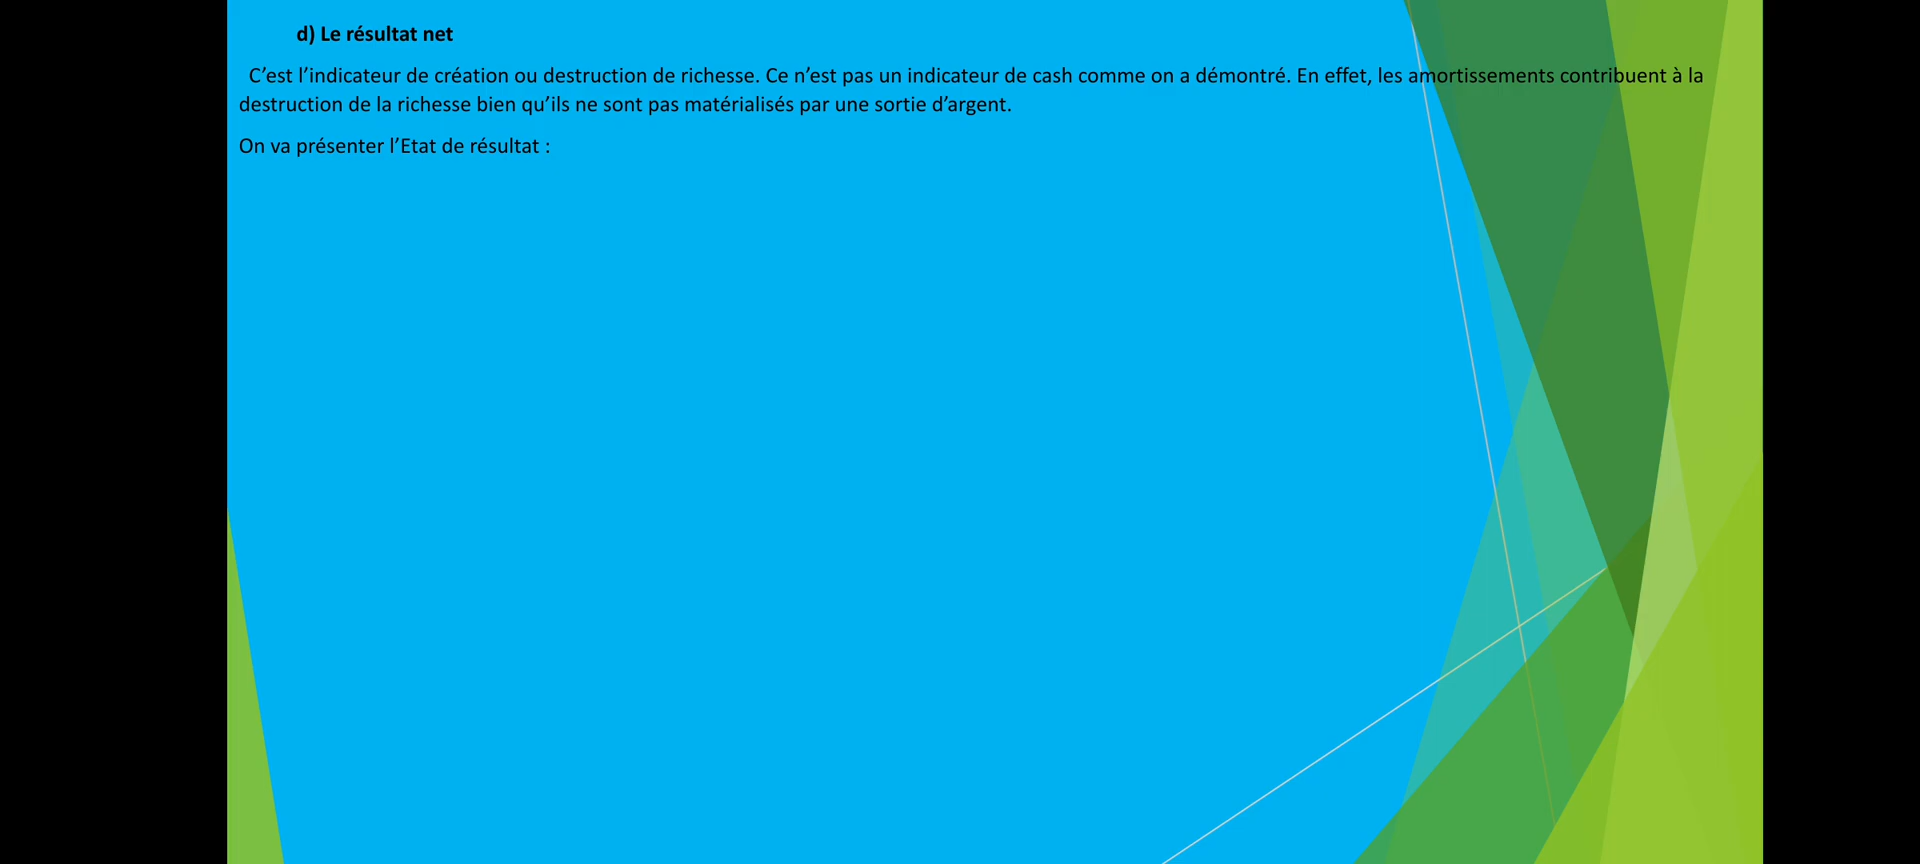 d) Le résultat net
C’est l’indicateur de création ou destruction de richesse. Ce n’est pas un indicateur de cash comme on a démontré. En effet, les amortissements contribuent à la
destruction de la richesse bien qu’ils ne sont pas matérialisés par une sortie d’argent.
On va présenter l’Etat de résultat :